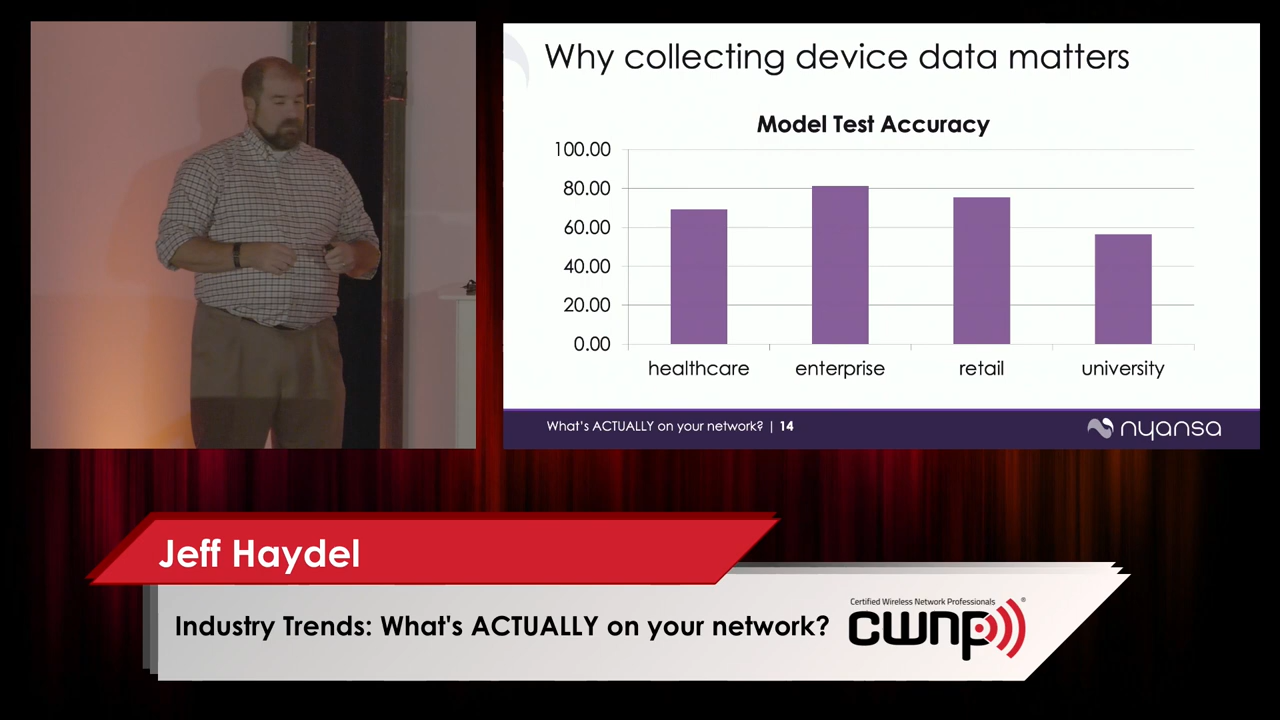 Why collecting device data matters
Model Test Accuracy
100.00
80.00
60.00
40.00
20.00
0.00
healthcare enterprise retail university
What's ACTUALLY on your network? | 14
nyansa
Jeff Haydel
Industry Trends: What's ACTUALLY on your network?
Certified Wireless Network Professionals
cwnp®